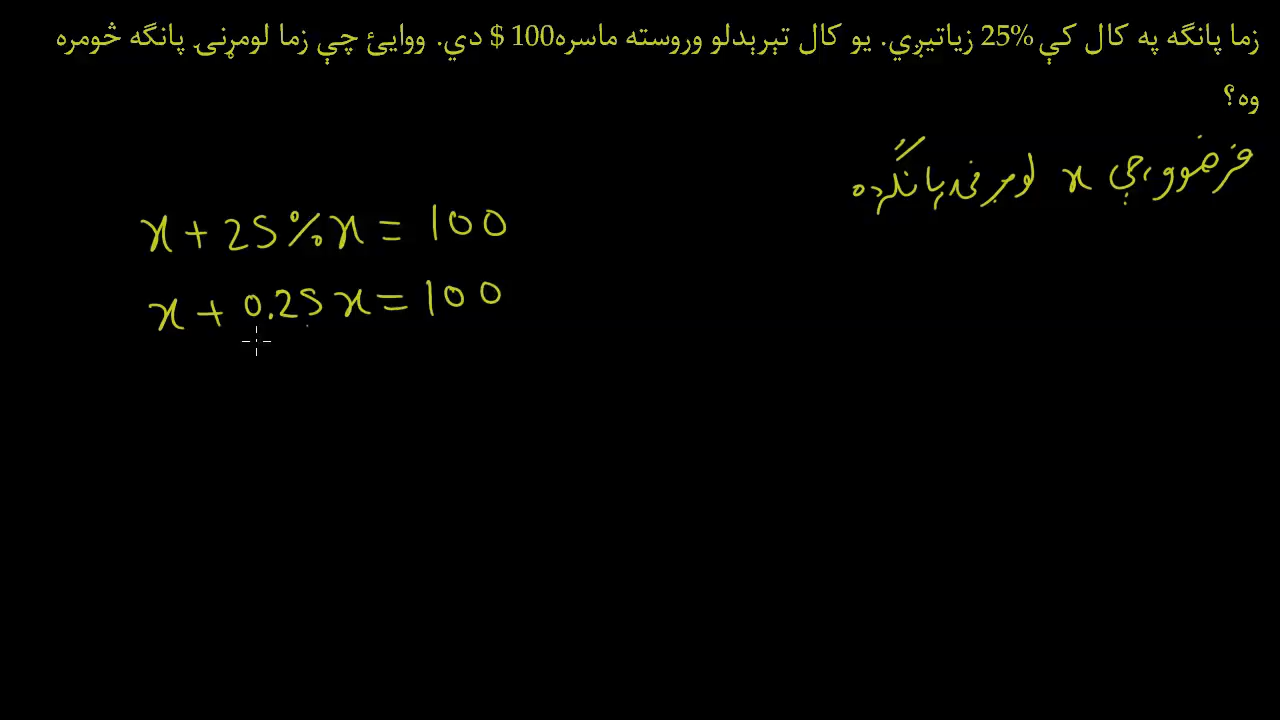 زما پانګه په کال کې %25 زیاتیږي. یو کال تېرېدلو وروسته ماسره100 $ دي. ووایئ چې زما لومړنۍ پانګه څومره
وه؟
فرضوو، چې x لومړنۍ پانګه ده
x + 25%x = 100
x + 0.25x = 100